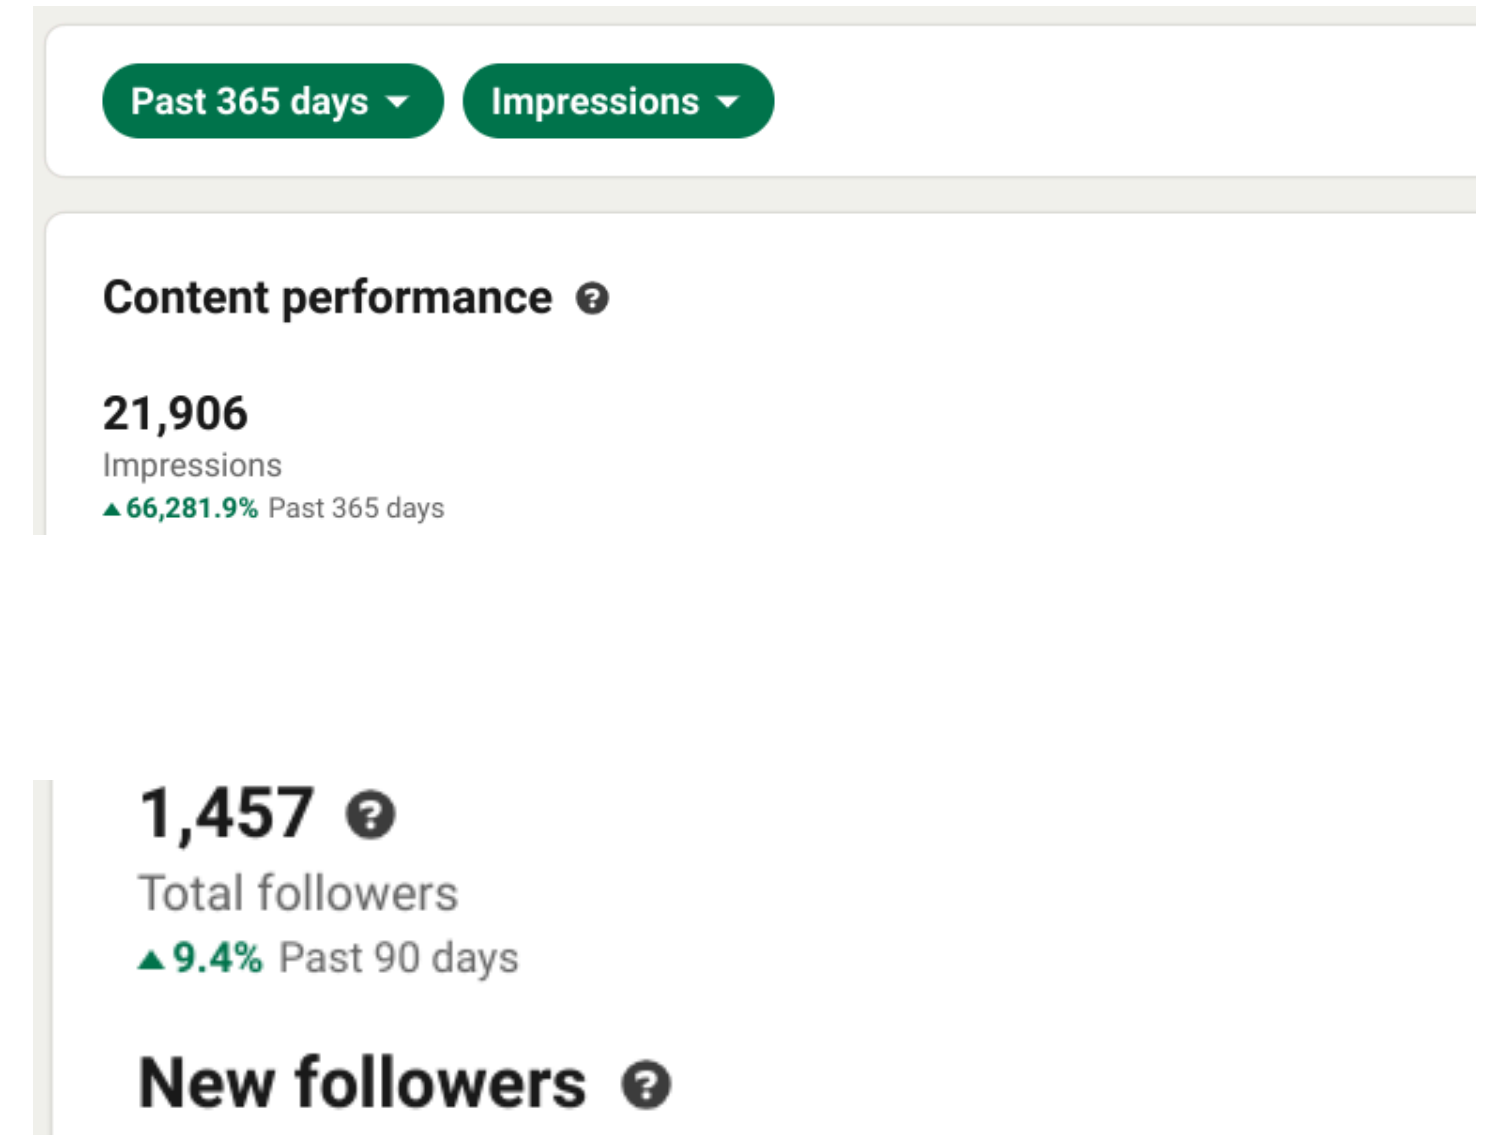 Past 365 days Impressions
Content performance
21,906
Impressions
66,281.9% Past 365 days
1,457
Total followers
9.4% Past 90 days
New followers